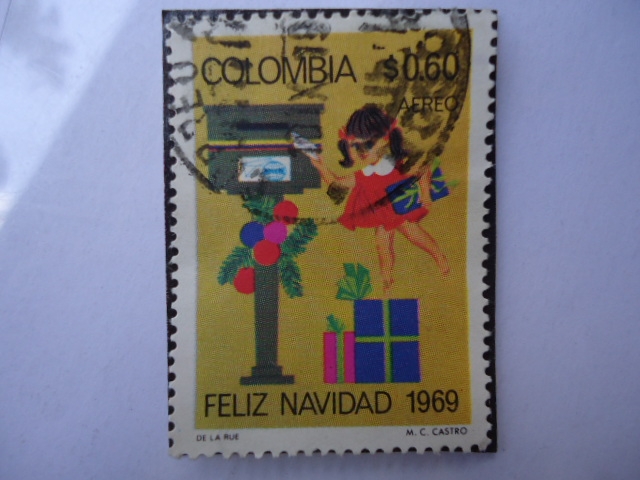 COLOMBIA $0.60
AEREO
FELIZ NAVIDAD 1969
DE LA RUE M. C. CASTRO